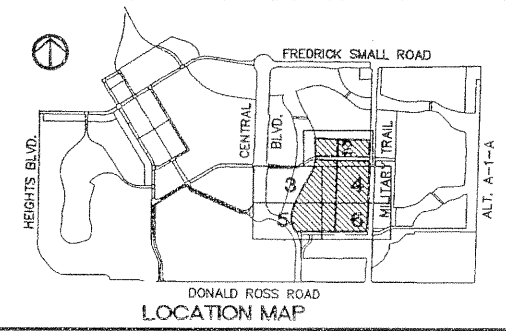 FREDRICK SMALL ROAD
HEIGHTS BLVD.
CENTRAL
BLVD.
MILITARY TRAIL
ALT. A-1-A
2
3
4
5
6
DONALD ROSS ROAD
LOCATION MAP